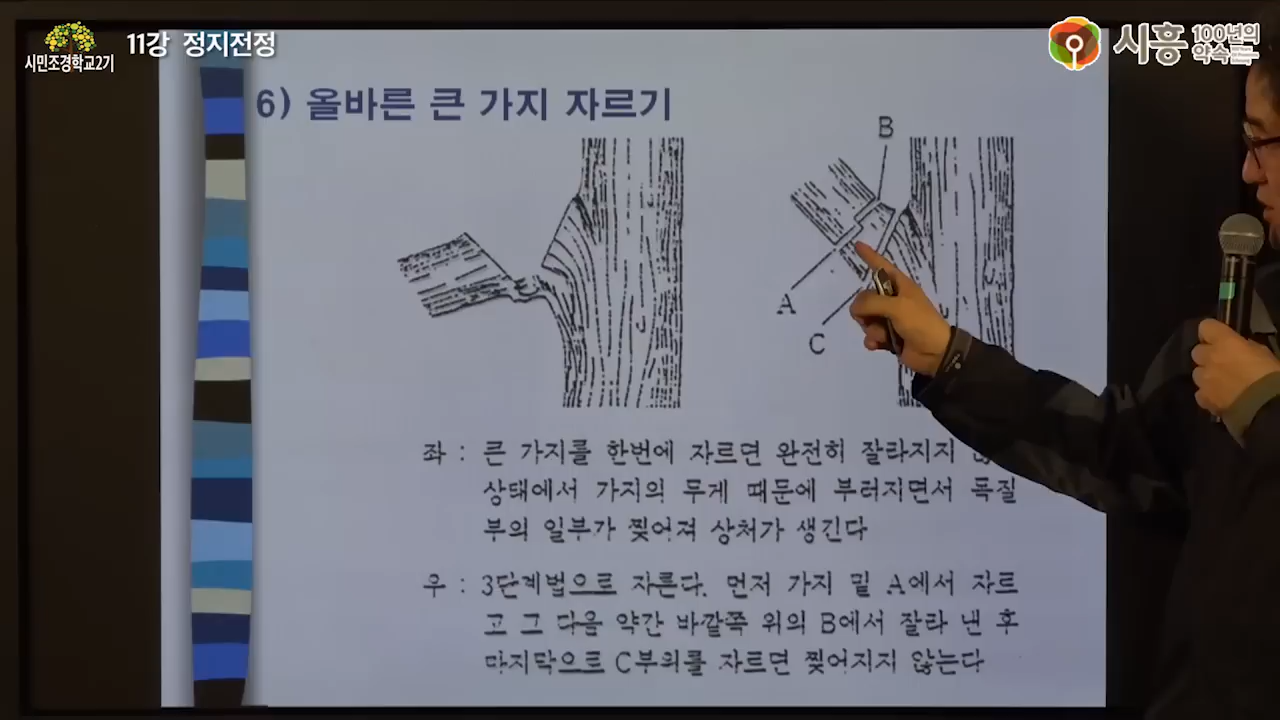 시민조경학교2기
11강 정지전정
시흥 100년의 약속
6) 올바른 큰 가지 자르기
B
A
C
좌 : 큰 가지를 한번에 자르면 완전히 잘라지지
상태에서 가지의 무게 때문에 부러지면서 목질
부의 일부가 찢어져 상처가 생긴다
우 : 3단계법으로 자른다. 먼저 가지 밑 A에서 자르
고 그 다음 약간 바깥쪽 위의 B에서 잘라 낸 후
마지막으로 C부위를 자르면 찢어지지 않는다